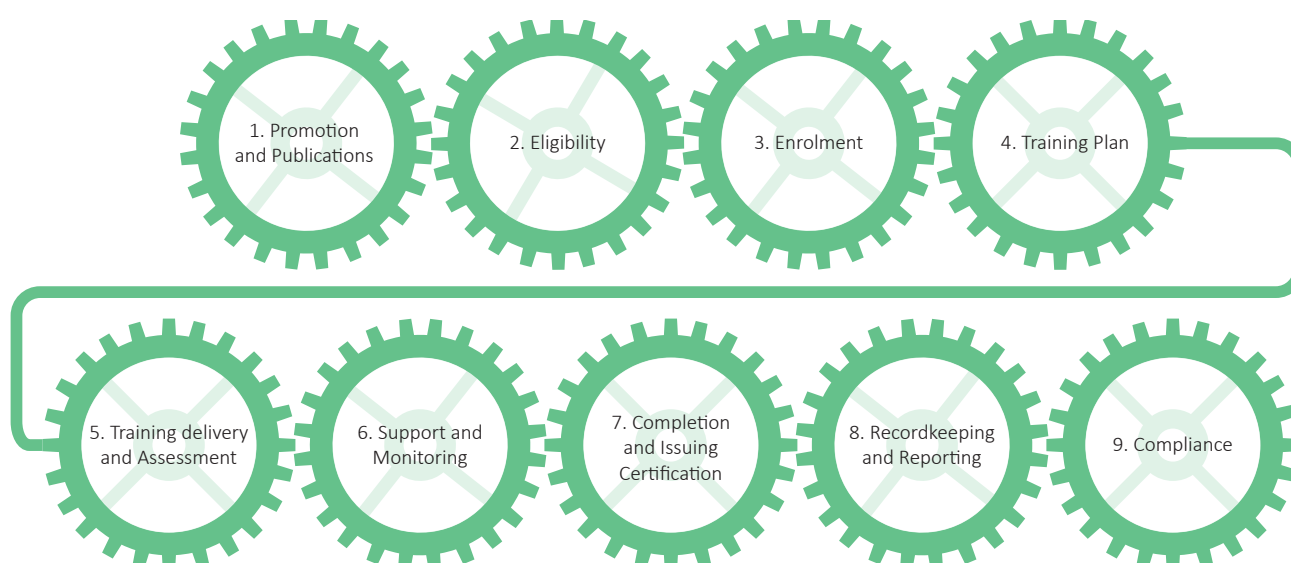 1. Promotion
and Publications
2. Eligibility
3. Enrolment
4. Training Plan
5. Training delivery
and Assessment
6. Support and
Monitoring
7. Completion
and Issuing
Certification
8. Recordkeeping
and Reporting
9. Compliance